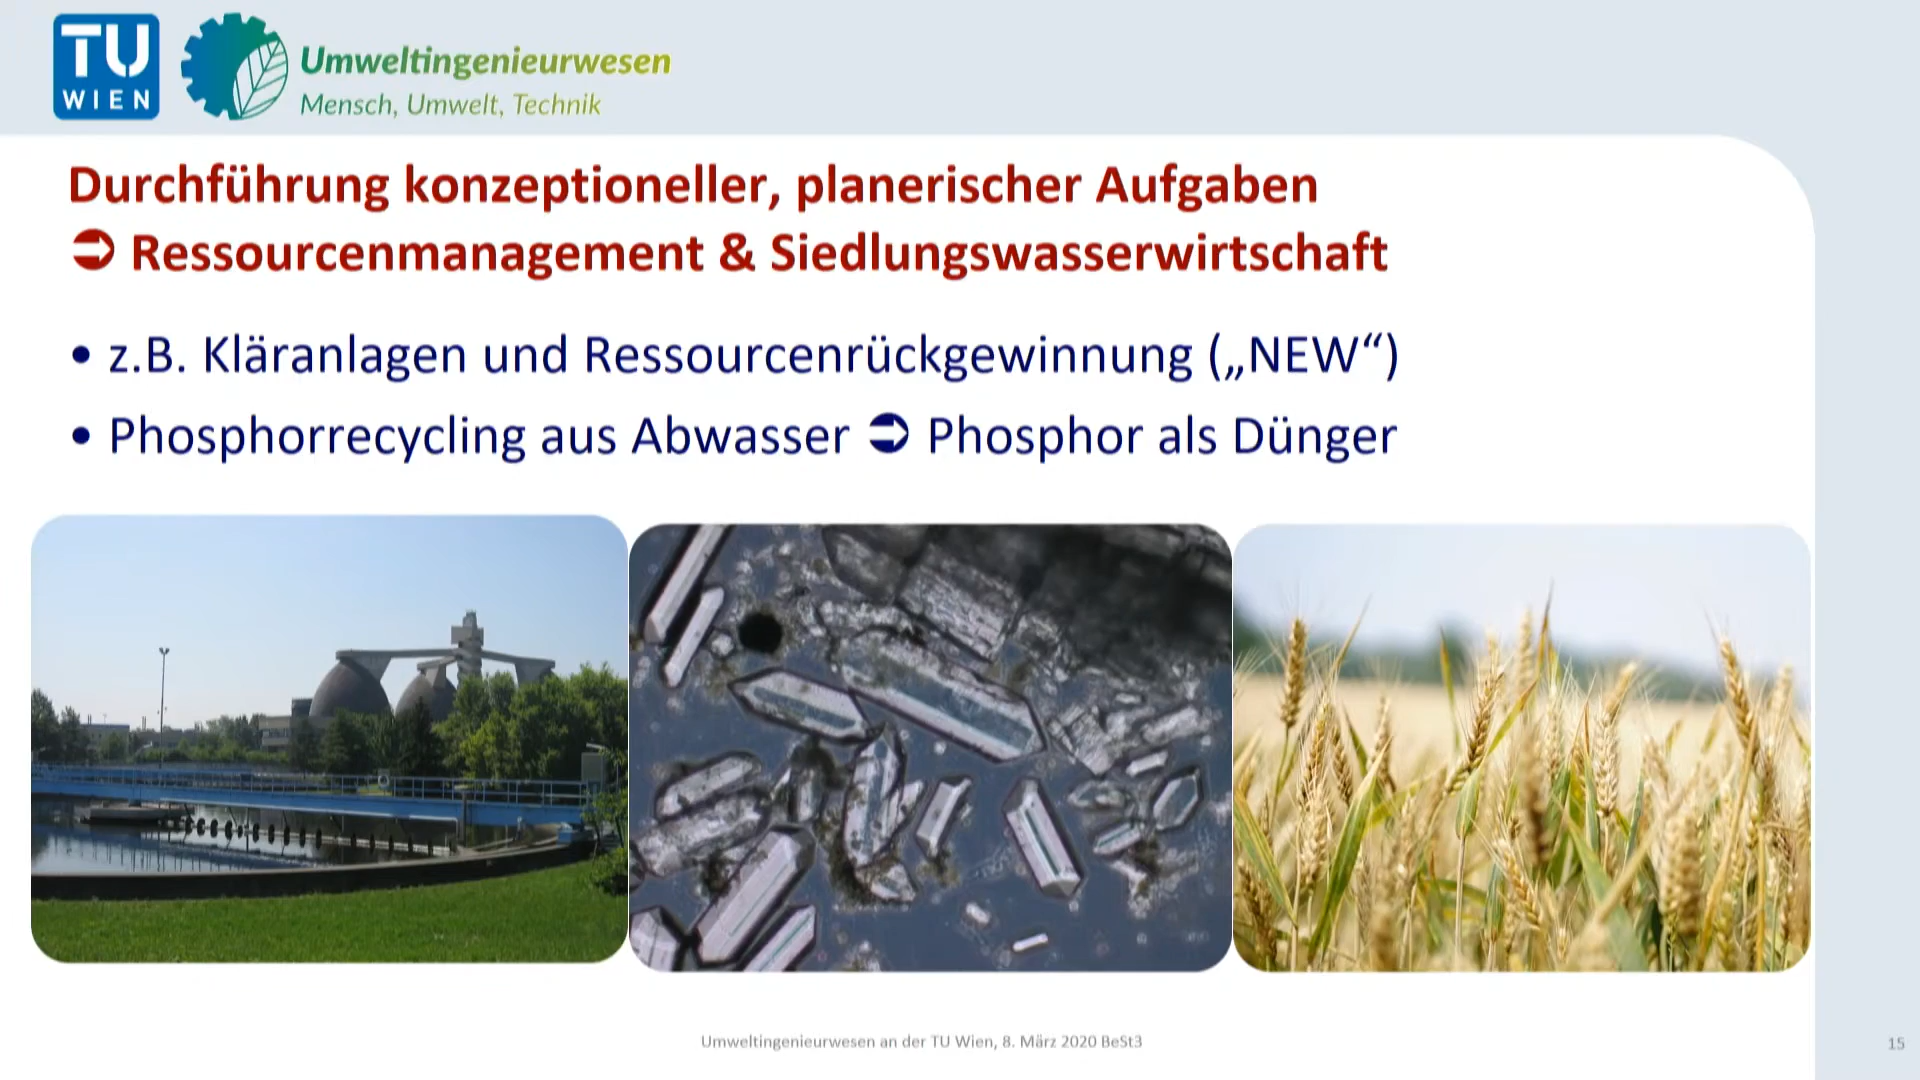 TU
WIEN
Umweltingenieurwesen
Mensch, Umwelt, Technik
Durchführung konzeptioneller, planerischer Aufgaben
➲ Ressourcenmanagement & Siedlungswasserwirtschaft
• z.B. Kläranlagen und Ressourcenrückgewinnung („NEW“)
• Phosphorrecycling aus Abwasser ➲ Phosphor als Dünger
Umweltingenieurwesen an der TU Wien, 8. März 2020 BeSt3
15